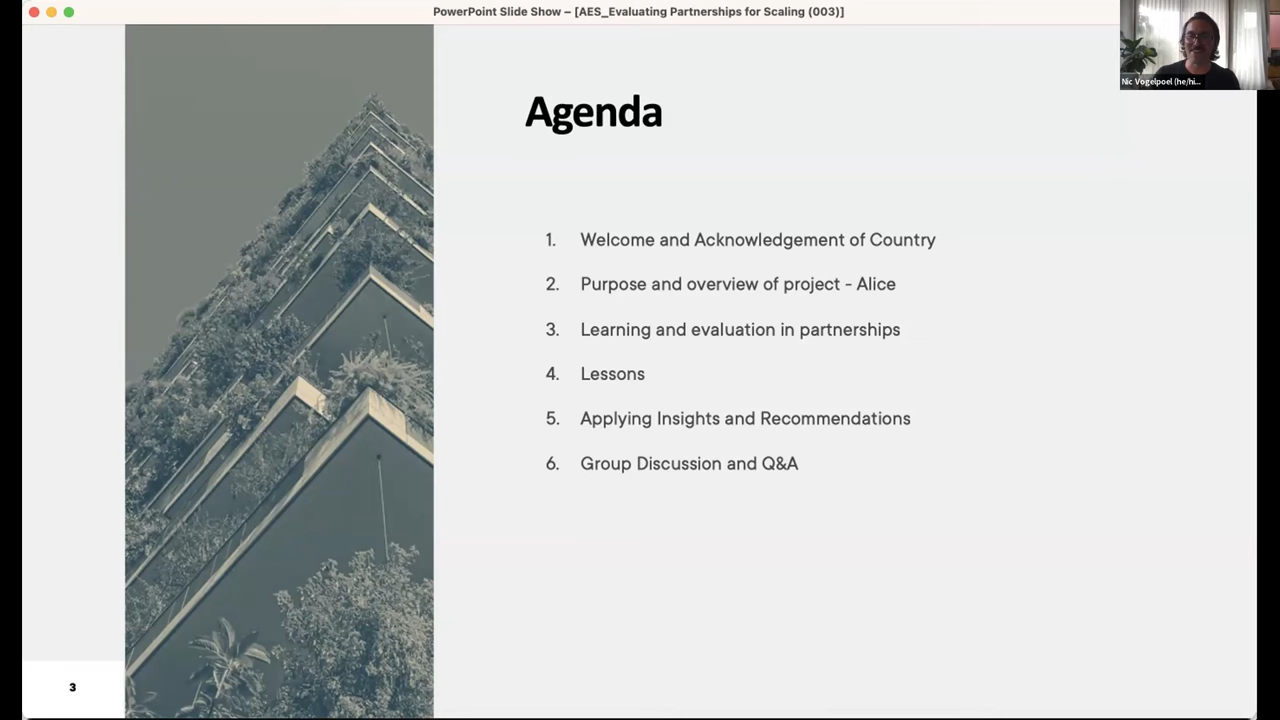 PowerPoint Slide Show – [AES_Evaluating Partnerships for Scaling (003)]
Nic Vogelpoel (he/hi...
Agenda
1. Welcome and Acknowledgement of Country
2. Purpose and overview of project - Alice
3. Learning and evaluation in partnerships
4. Lessons
5. Applying Insights and Recommendations
6. Group Discussion and Q&A
3